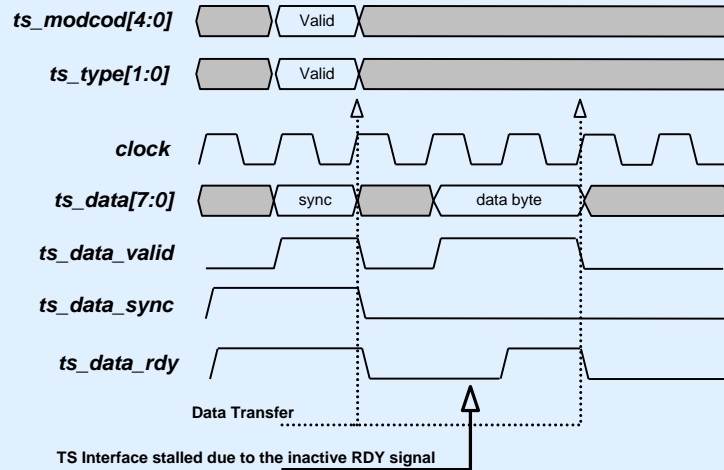 ts_modcod[4:0]
Valid
ts_type[1:0]
Valid
clock
ts_data[7:0]
sync
data byte
ts_data_valid
ts_data_sync
ts_data_rdy
Data Transfer
TS Interface stalled due to the inactive RDY signal